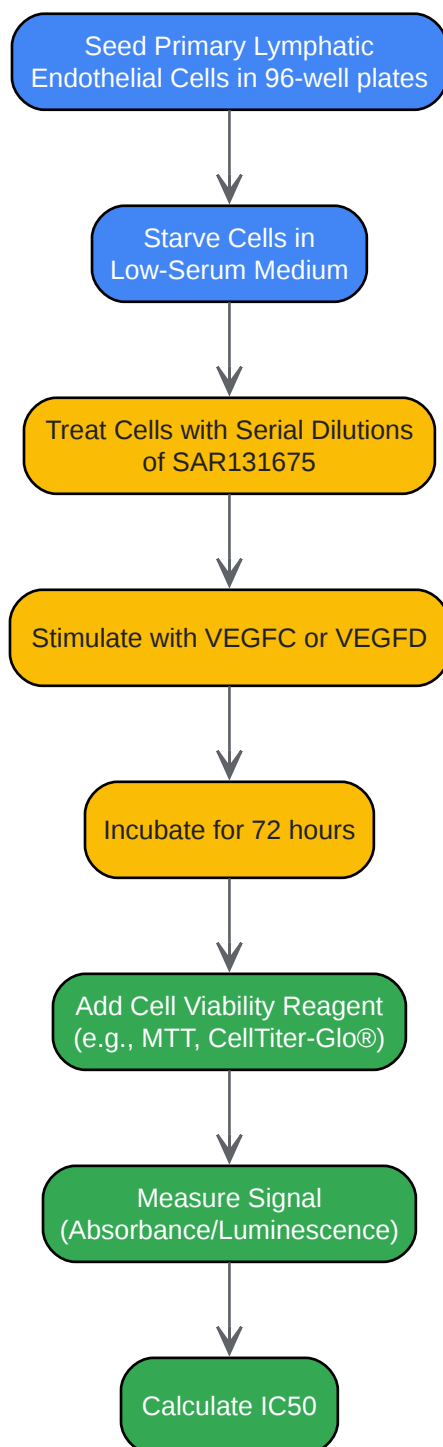 Seed Primary Lymphatic
Endothelial Cells in 96-well plates
Starve Cells in
Low-Serum Medium
Treat Cells with Serial Dilutions
of SAR131675
Stimulate with VEGFC or VEGFD
Incubate for 72 hours
Add Cell Viability Reagent
(e.g., MTT, CellTiter-Glo®)
Measure Signal
(Absorbance/Luminescence)
Calculate IC50